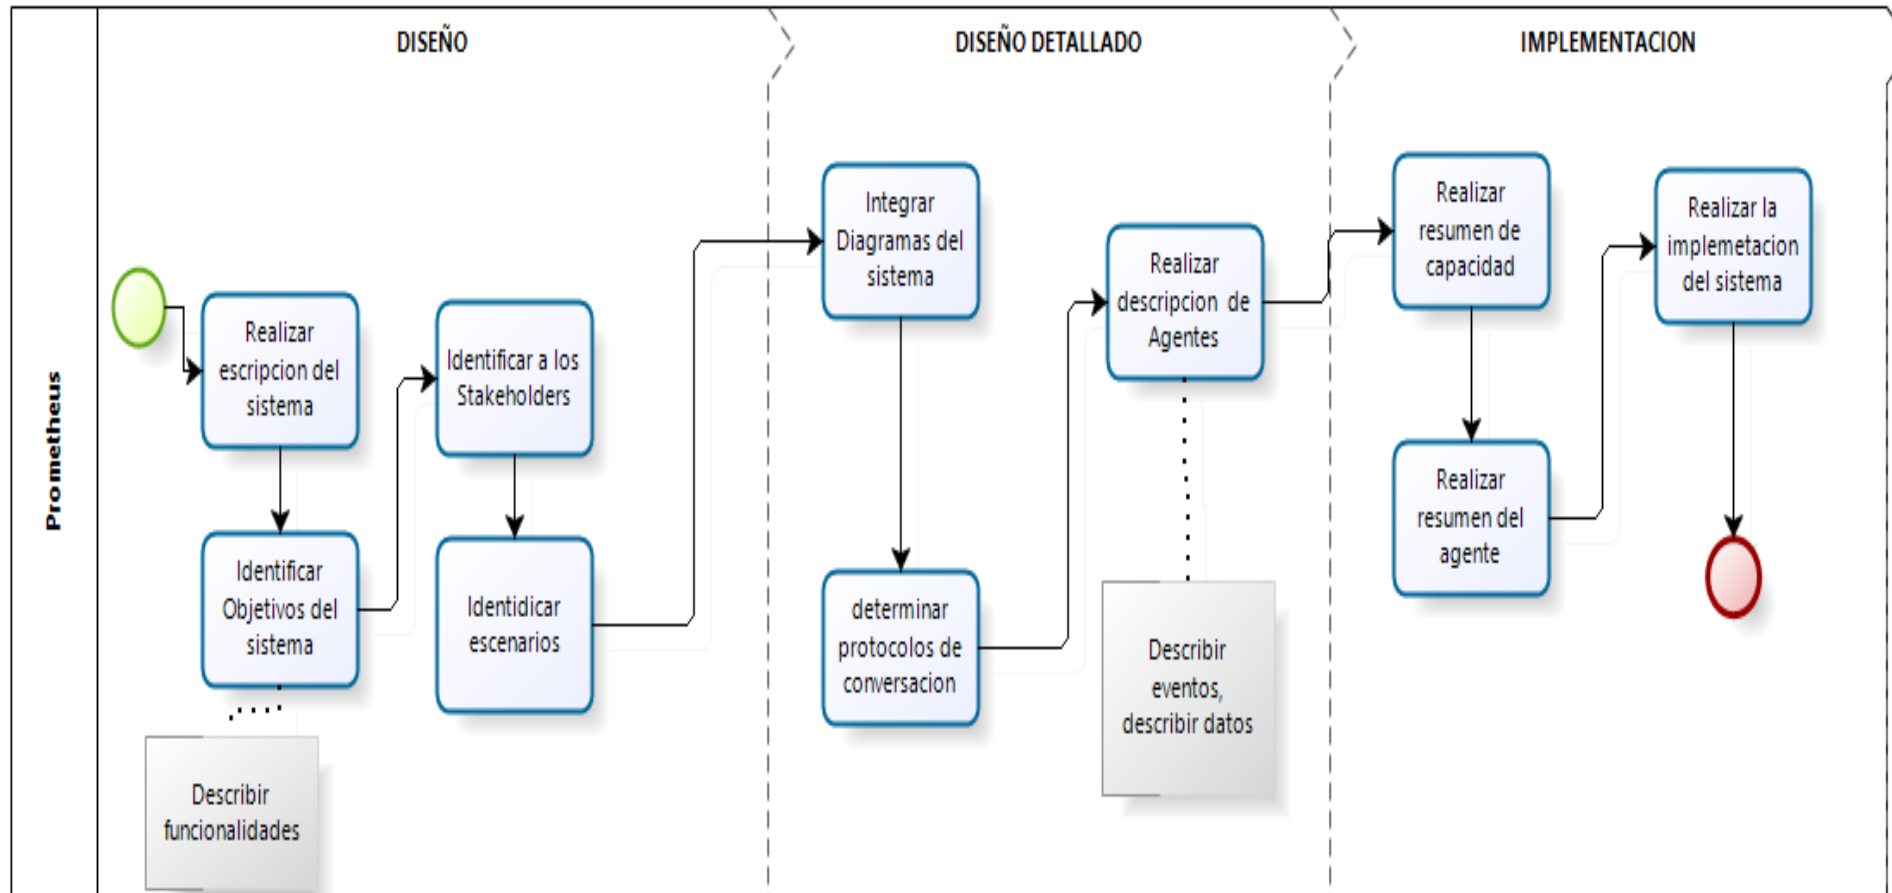 DISEÑO
DISEÑO DETALLADO
IMPLEMENTACION
Prometheus
Realizar
escripcion del
sistema
Identificar
Objetivos del
sistema
Describir
funcionalidades
Identificar a los
Stakeholders
Identidicar
escenarios
Integrar
Diagramas del
sistema
determinar
protocolos de
conversacion
Realizar
descripcion de
Agentes
Describir
eventos,
describir datos
Realizar
resumen de
capacidad
Realizar
resumen del
agente
Realizar la
implemetacion
del sistema